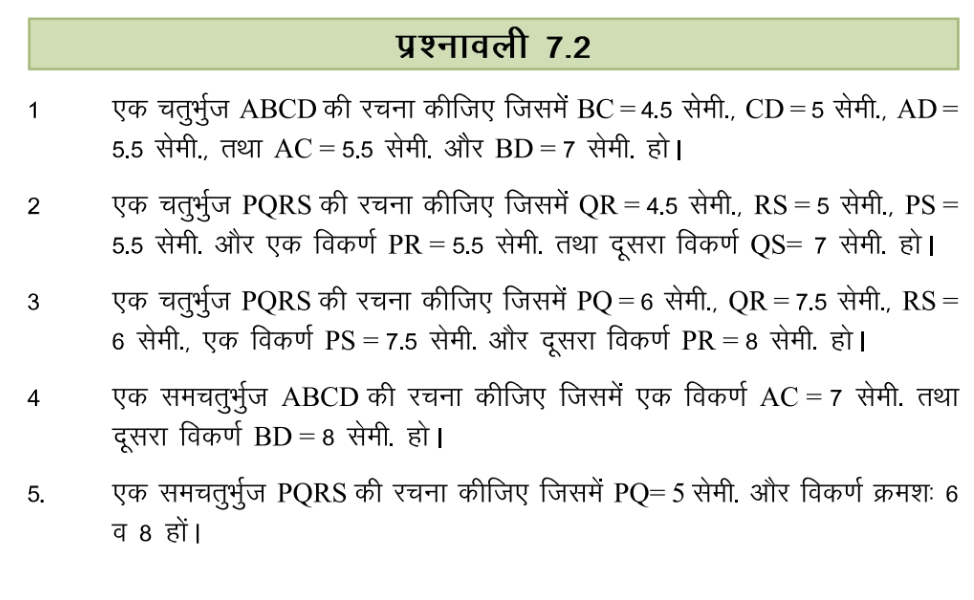 प्रश्नावली 7.2
1 एक चतुर्भुज ABCD की रचना कीजिए जिसमें BC = 4.5 सेमी., CD = 5 सेमी., AD =
5.5 सेमी., तथा AC = 5.5 सेमी. और BD = 7 सेमी. हो।
2 एक चतुर्भुज PQRS की रचना कीजिए जिसमें QR = 4.5 सेमी., RS = 5 सेमी., PS =
5.5 सेमी. और एक विकर्ण PR = 5.5 सेमी. तथा दूसरा विकर्ण QS= 7 सेमी. हो।
3 एक चतुर्भुज PQRS की रचना कीजिए जिसमें PQ = 6 सेमी., QR = 7.5 सेमी., RS =
6 सेमी., एक विकर्ण PS = 7.5 सेमी. और दूसरा विकर्ण PR = 8 सेमी. हो।
4 एक समचतुर्भुज ABCD की रचना कीजिए जिसमें एक विकर्ण AC = 7 सेमी. तथा
दूसरा विकर्ण BD = 8 सेमी. हो।
5. एक समचतुर्भुज PQRS की रचना कीजिए जिसमें PQ= 5 सेमी. और विकर्ण क्रमशः 6
व 8 हों।